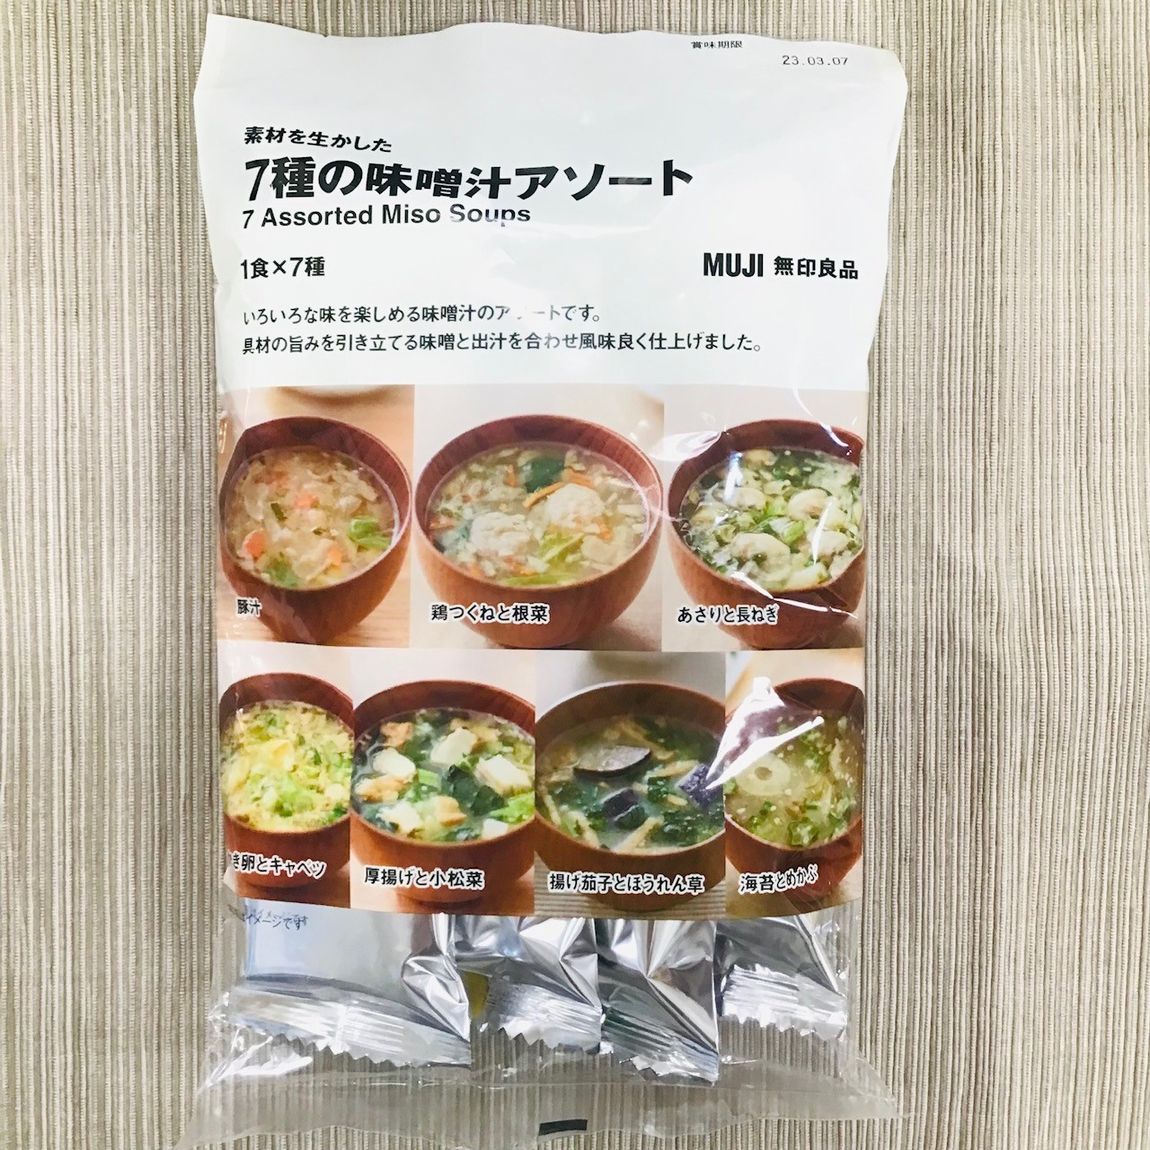 賞味期限
23.03.07
素材を生かした
7種の味噌汁アソート
7 Assorted Miso Soups
1食×7種
MUJI 無印良品
いろいろな味を楽しめる味噌汁のアソートです。
具材の旨みを引き立てる味噌と出汁を合わせ風味良く仕上げました。
豚汁
鶏つくねと根菜
あさりと長ねぎ
き卵とキャベツ
厚揚げと小松菜
揚げ茄子とほうれん草
海苔とめかぶ
イメージです